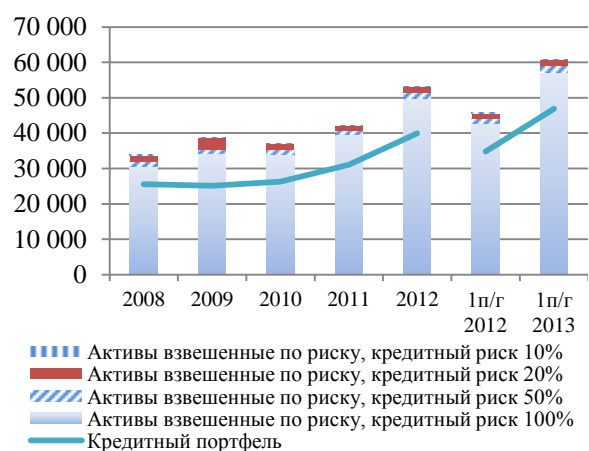 70 000
60 000
50 000
40 000
30 000
20 000
10 000
0
2008 2009 2010 2011 2012 1п/г 2012 1п/г 2013
Активы взвешенные по риску, кредитный риск 10%
Активы взвешенные по риску, кредитный риск 20%
Активы взвешенные по риску, кредитный риск 50%
Активы взвешенные по риску, кредитный риск 100%
Кредитный портфель